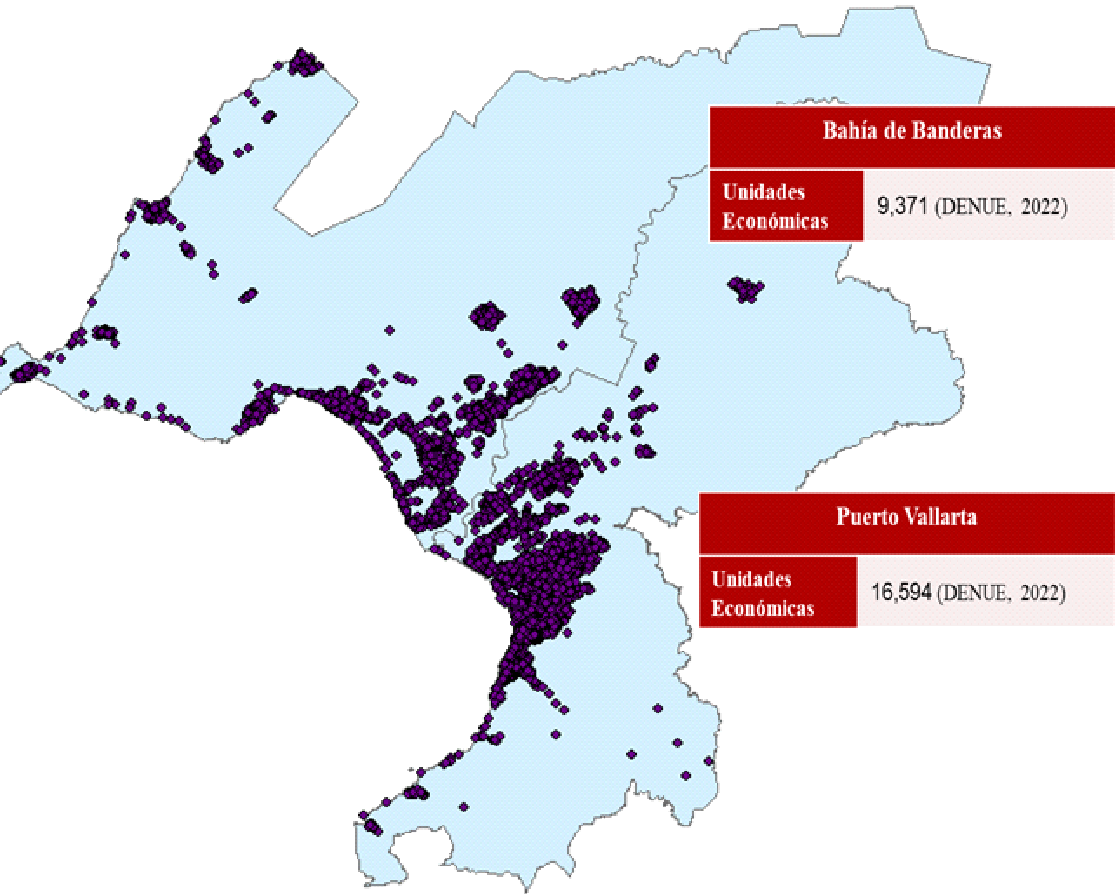 Bahía de Banderas
Unidades
Económicas
9,371 (DENUE, 2022)
Puerto Vallarta
Unidades
Económicas
16,594 (DENUE, 2022)